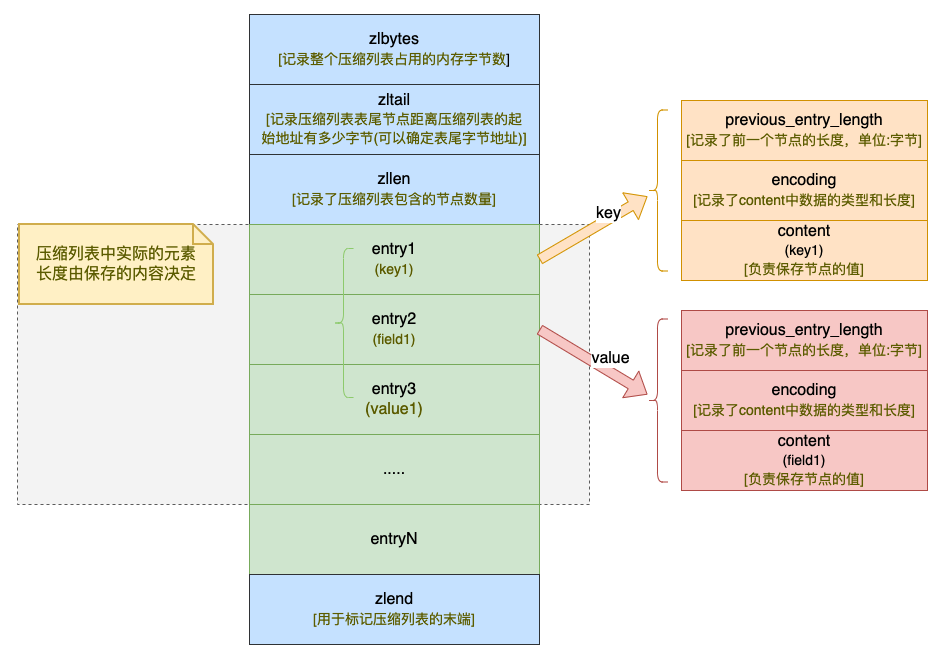 zlbytes
[记录整个压缩列表占用的内存字节数]
zltail
[记录压缩列表表尾节点距离压缩列表的起
始地址有多少字节(可以确定表尾字节地址)]
zllen
[记录了压缩列表包含的节点数量]
压缩列表中实际的元素
长度由保存的内容决定
entry1
(key1)
entry2
(field1)
entry3
(value1)
.....
entryN
zlend
[用于标记压缩列表的末端]
key
previous_entry_length
[记录了前一个节点的长度，单位:字节]
encoding
[记录了content中数据的类型和长度]
content
(key1)
[负责保存节点的值]
value
previous_entry_length
[记录了前一个节点的长度，单位:字节]
encoding
[记录了content中数据的类型和长度]
content
(field1)
[负责保存节点的值]